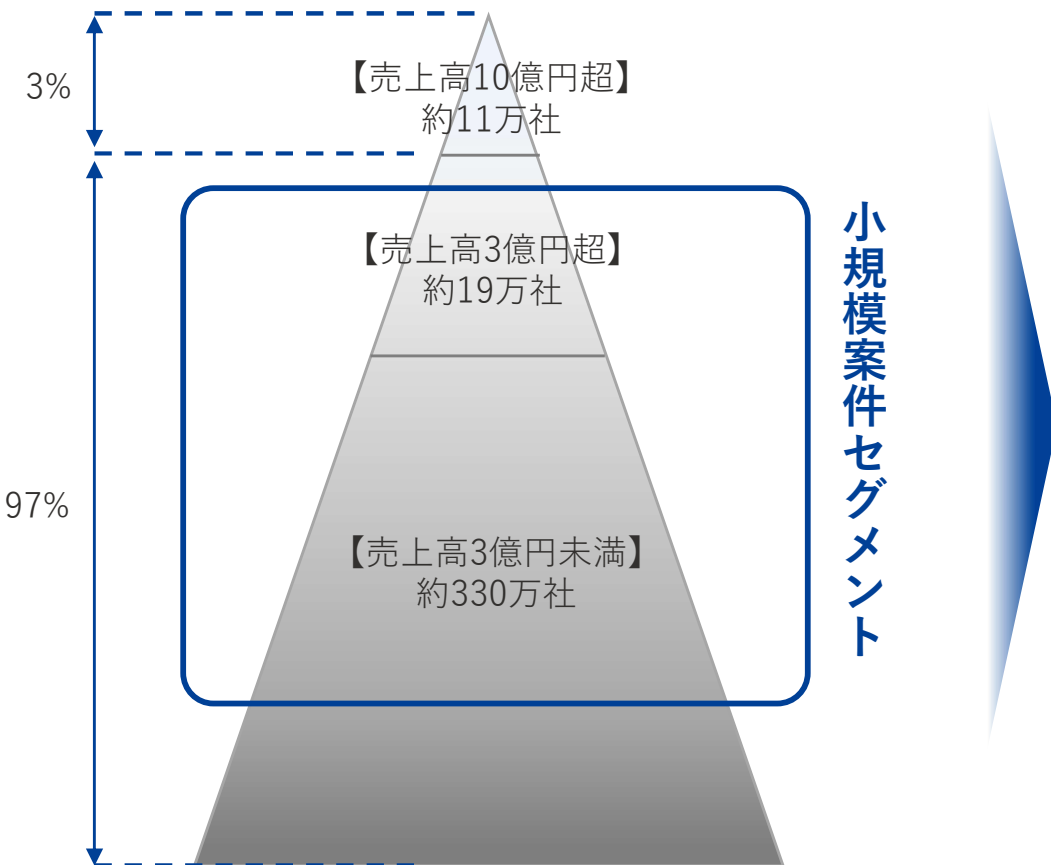 3%
【売上高10億円超】
約11万社
【売上高3億円超】
約19万社
97%
【売上高3億円未満】
約330万社
小規模案件セグメント